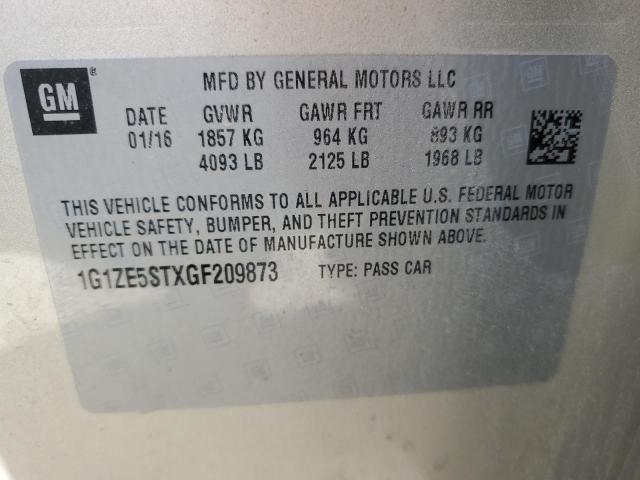 GM
MFD BY GENERAL MOTORS LLC
DATE GVWR GAWR FRT GAWR RR
01/16 1857 KG 964 KG 893 KG
4093 LB 2125 LB 1968 LB
THIS VEHICLE CONFORMS TO ALL APPLICABLE U.S. FEDERAL MOTOR
VEHICLE SAFETY, BUMPER, AND THEFT PREVENTION STANDARDS IN
EFFECT ON THE DATE OF MANUFACTURE SHOWN ABOVE.
1G1ZE5STXGF209873 TYPE: PASS CAR